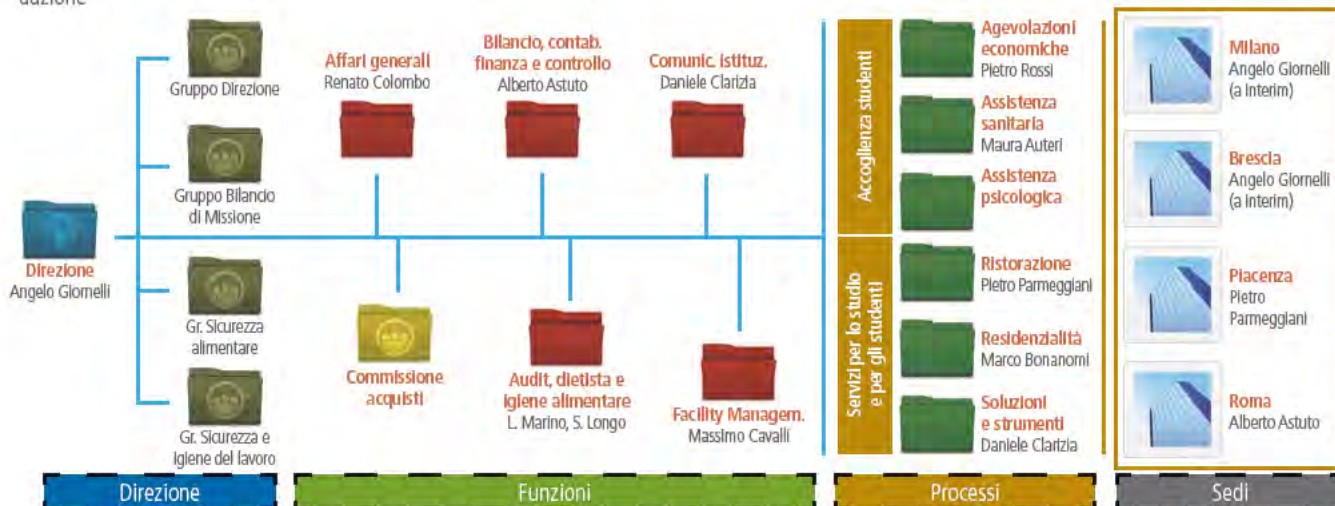 duzione
Gruppo Direzione
Gruppo Bilancio
di Missione
Direzione
Angelo Giornelli
Gr. Sicurezza
alimentare
Gr. Sicurezza e
igiene del lavoro
Affari generali
Renato Colombo
Bilancio, contab.
finanza e controllo
Alberto Astuto
Comunic. istituz.
Daniele Clarizia
Commissione
acquisti
Audit, dietista e
igiene alimentare
L. Marino, S. Longo
Facility Managem.
Massimo Cavalli
Accoglienza studenti
Servizi per lo studio
e per gli studenti
Agevolazioni
economiche
Pietro Rossi
Assistenza
sanitaria
Maura Auteri
Assistenza
psicologica
Ristorazione
Pietro Parmeggiani
Residenzialità
Marco Bonanomi
Soluzioni
e strumenti
Daniele Clarizia
Milano
Angelo Giornelli
(a interim)
Brescia
Angelo Giornelli
(a interim)
Piacenza
Pietro
Parmeggiani
Roma
Alberto Astuto
Direzione
Funzioni
Processi
Sedi